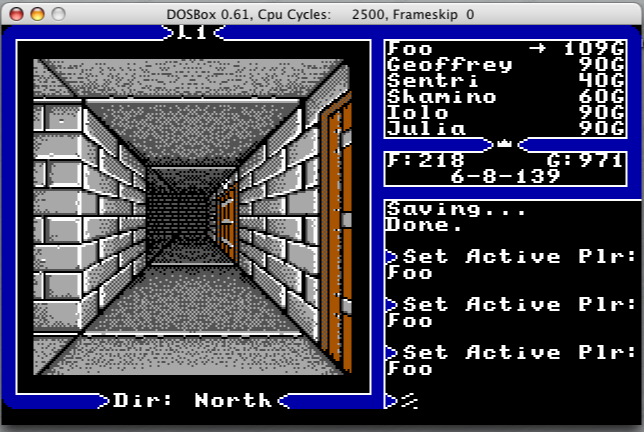 DOSBox 0.61, Cpu Cycles: 2500, Frameskip 0
L1
Foo → 109G
Geoffrey 90G
Sentri 40G
Shamino 60G
Iolo 90G
Julia 90G
F:218 G:971
6-8-139
Saving...
Done.
Set Active Plr:
Foo
Set Active Plr:
Foo
Set Active Plr:
Foo
Dir: North